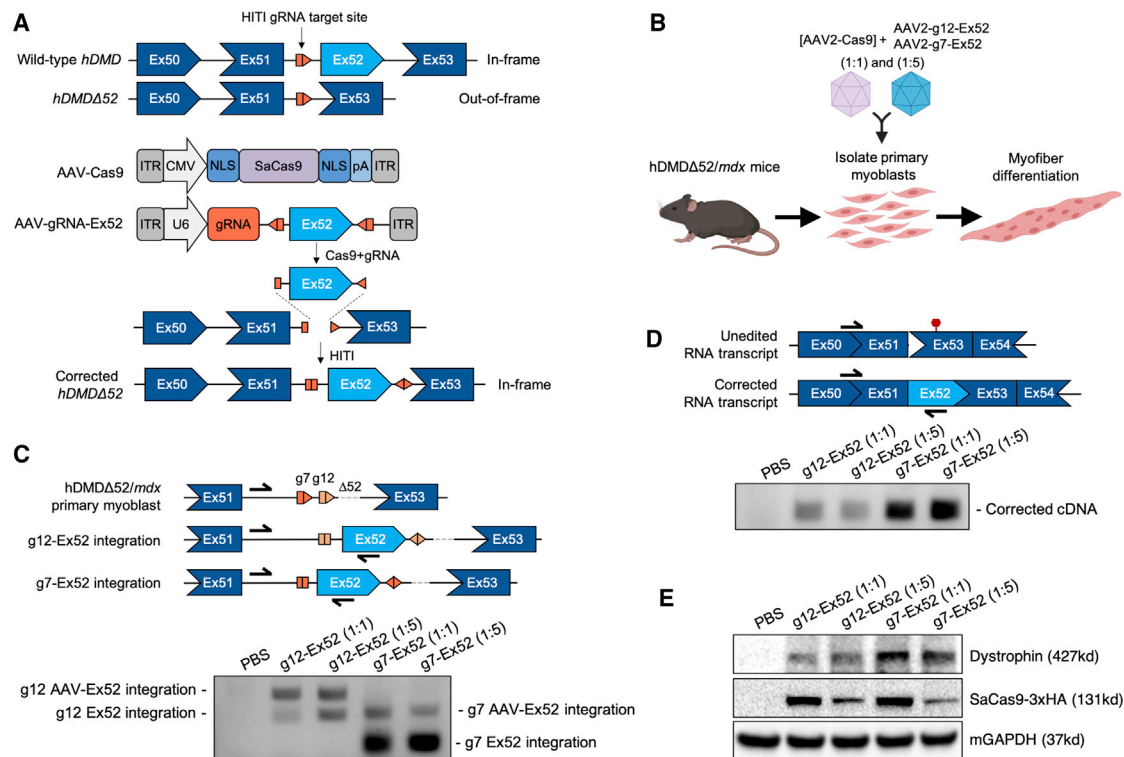 A
HITI gRNA target site
Wild-type hDMD
Ex50
Ex51
Ex52
Ex53
In-frame
hDMDΔ52
Ex50
Ex51
Ex53
Out-of-frame
AAV-Cas9
ITR
CMV
NLS
SaCas9
NLS
pA
ITR
AAV-gRNA-Ex52
ITR
U6
gRNA
Ex52
ITR
Cas9+gRNA
Ex52
Ex50
Ex51
Ex53
HITI
Corrected
hDMDΔ52
Ex50
Ex51
Ex52
Ex53
In-frame
B
[AAV2-Cas9] +
AAV2-g12-Ex52
AAV2-g7-Ex52
(1:1) and (1:5)
hDMDΔ52/mdx mice
Isolate primary
myoblasts
Myofiber
differentiation
C
hDMDΔ52/mdx
primary myoblast
Ex51
g7
g12
Δ52
Ex53
g12-Ex52 integration
Ex51
Ex52
Ex53
g7-Ex52 integration
Ex51
Ex52
Ex53
PBS
g12-Ex52 (1:1)
g12-Ex52 (1:5)
g7-Ex52 (1:1)
g7-Ex52 (1:5)
g12 AAV-Ex52 integration -
g12 Ex52 integration -
- g7 AAV-Ex52 integration
- g7 Ex52 integration
D
Unedited
RNA transcript
Ex50
Ex51
Ex53
Ex54
Corrected
RNA transcript
Ex50
Ex51
Ex52
Ex53
Ex54
PBS
g12-Ex52 (1:1)
g12-Ex52 (1:5)
g7-Ex52 (1:1)
g7-Ex52 (1:5)
- Corrected cDNA
E
PBS
g12-Ex52 (1:1)
g12-Ex52 (1:5)
g7-Ex52 (1:1)
g7-Ex52 (1:5)
Dystrophin (427kd)
SaCas9-3xHA (131kd)
mGAPDH (37kd)